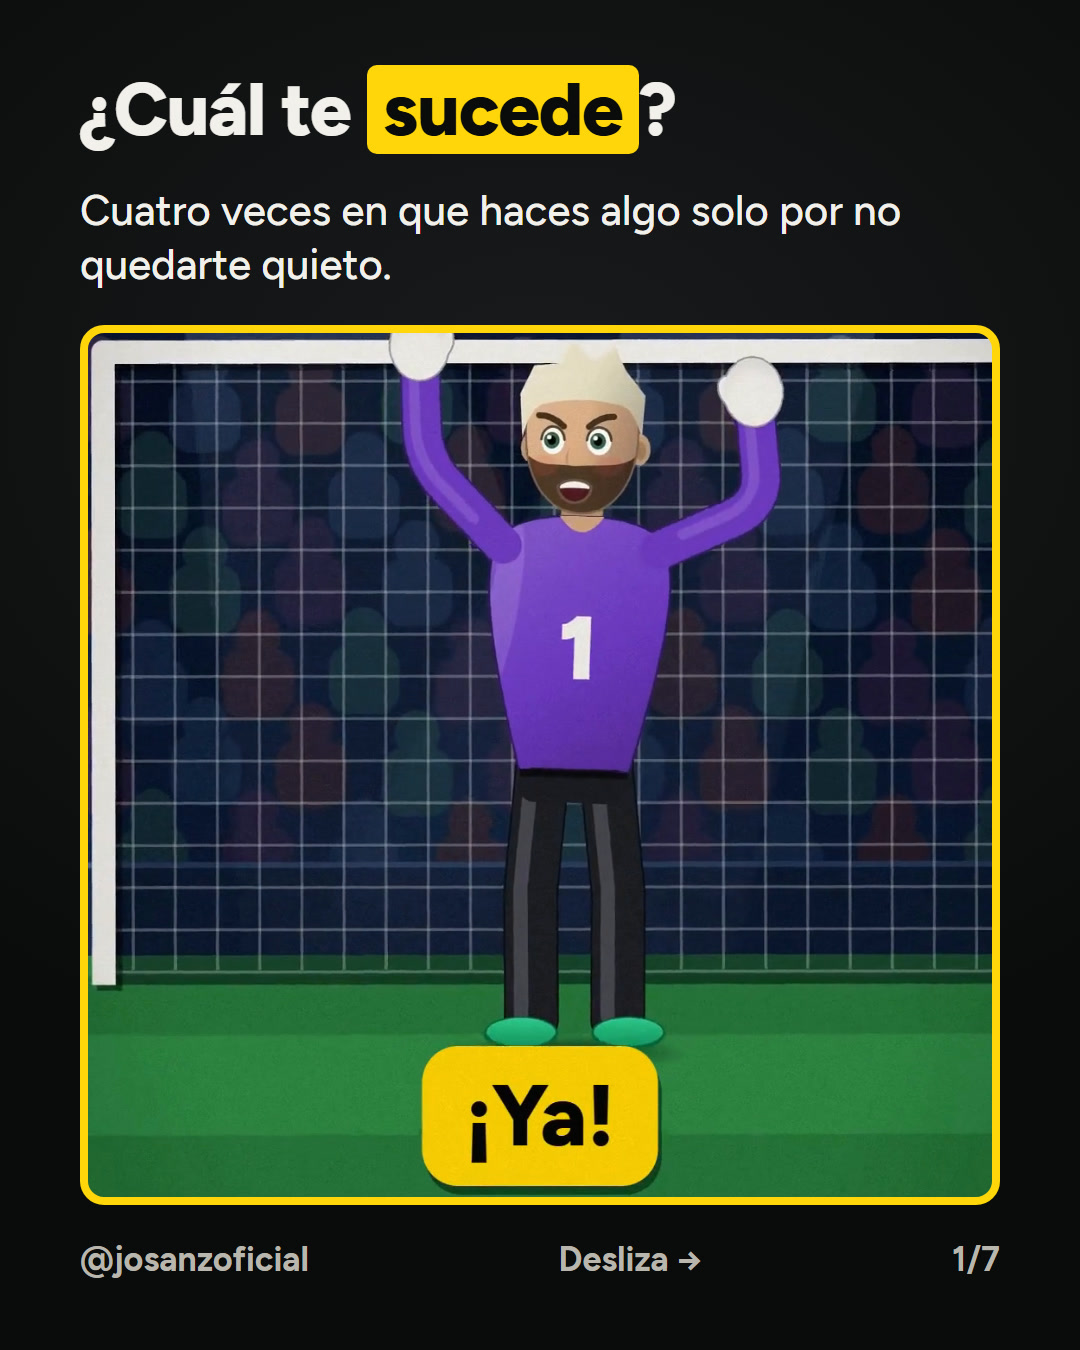 ¿Cuál te sucede?
Cuatro veces en que haces algo solo por no
quedarte quieto.
1
¡Ya!
@josanzoficial
Desliza →
1/7